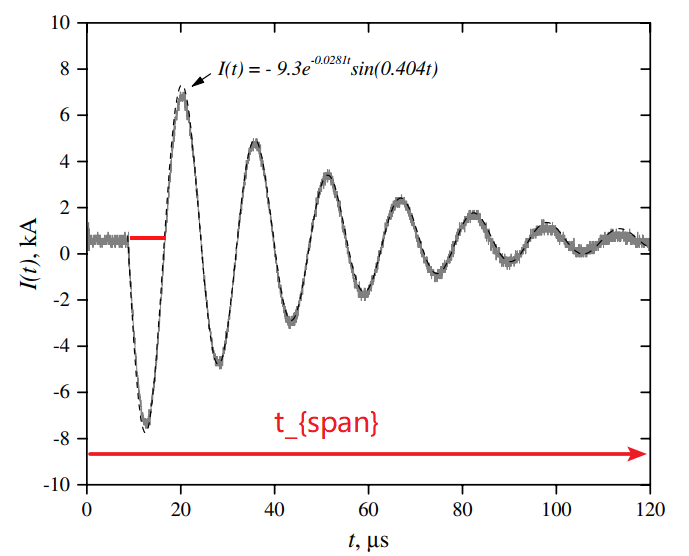 10
8
6
4
2
0
-2
-4
-6
-8
-10
I(t), kA
I(t) = - 9.3e^{-0.0281t}sin(0.404t)
t_{span}
0 20 40 60 80 100 120
t, μs